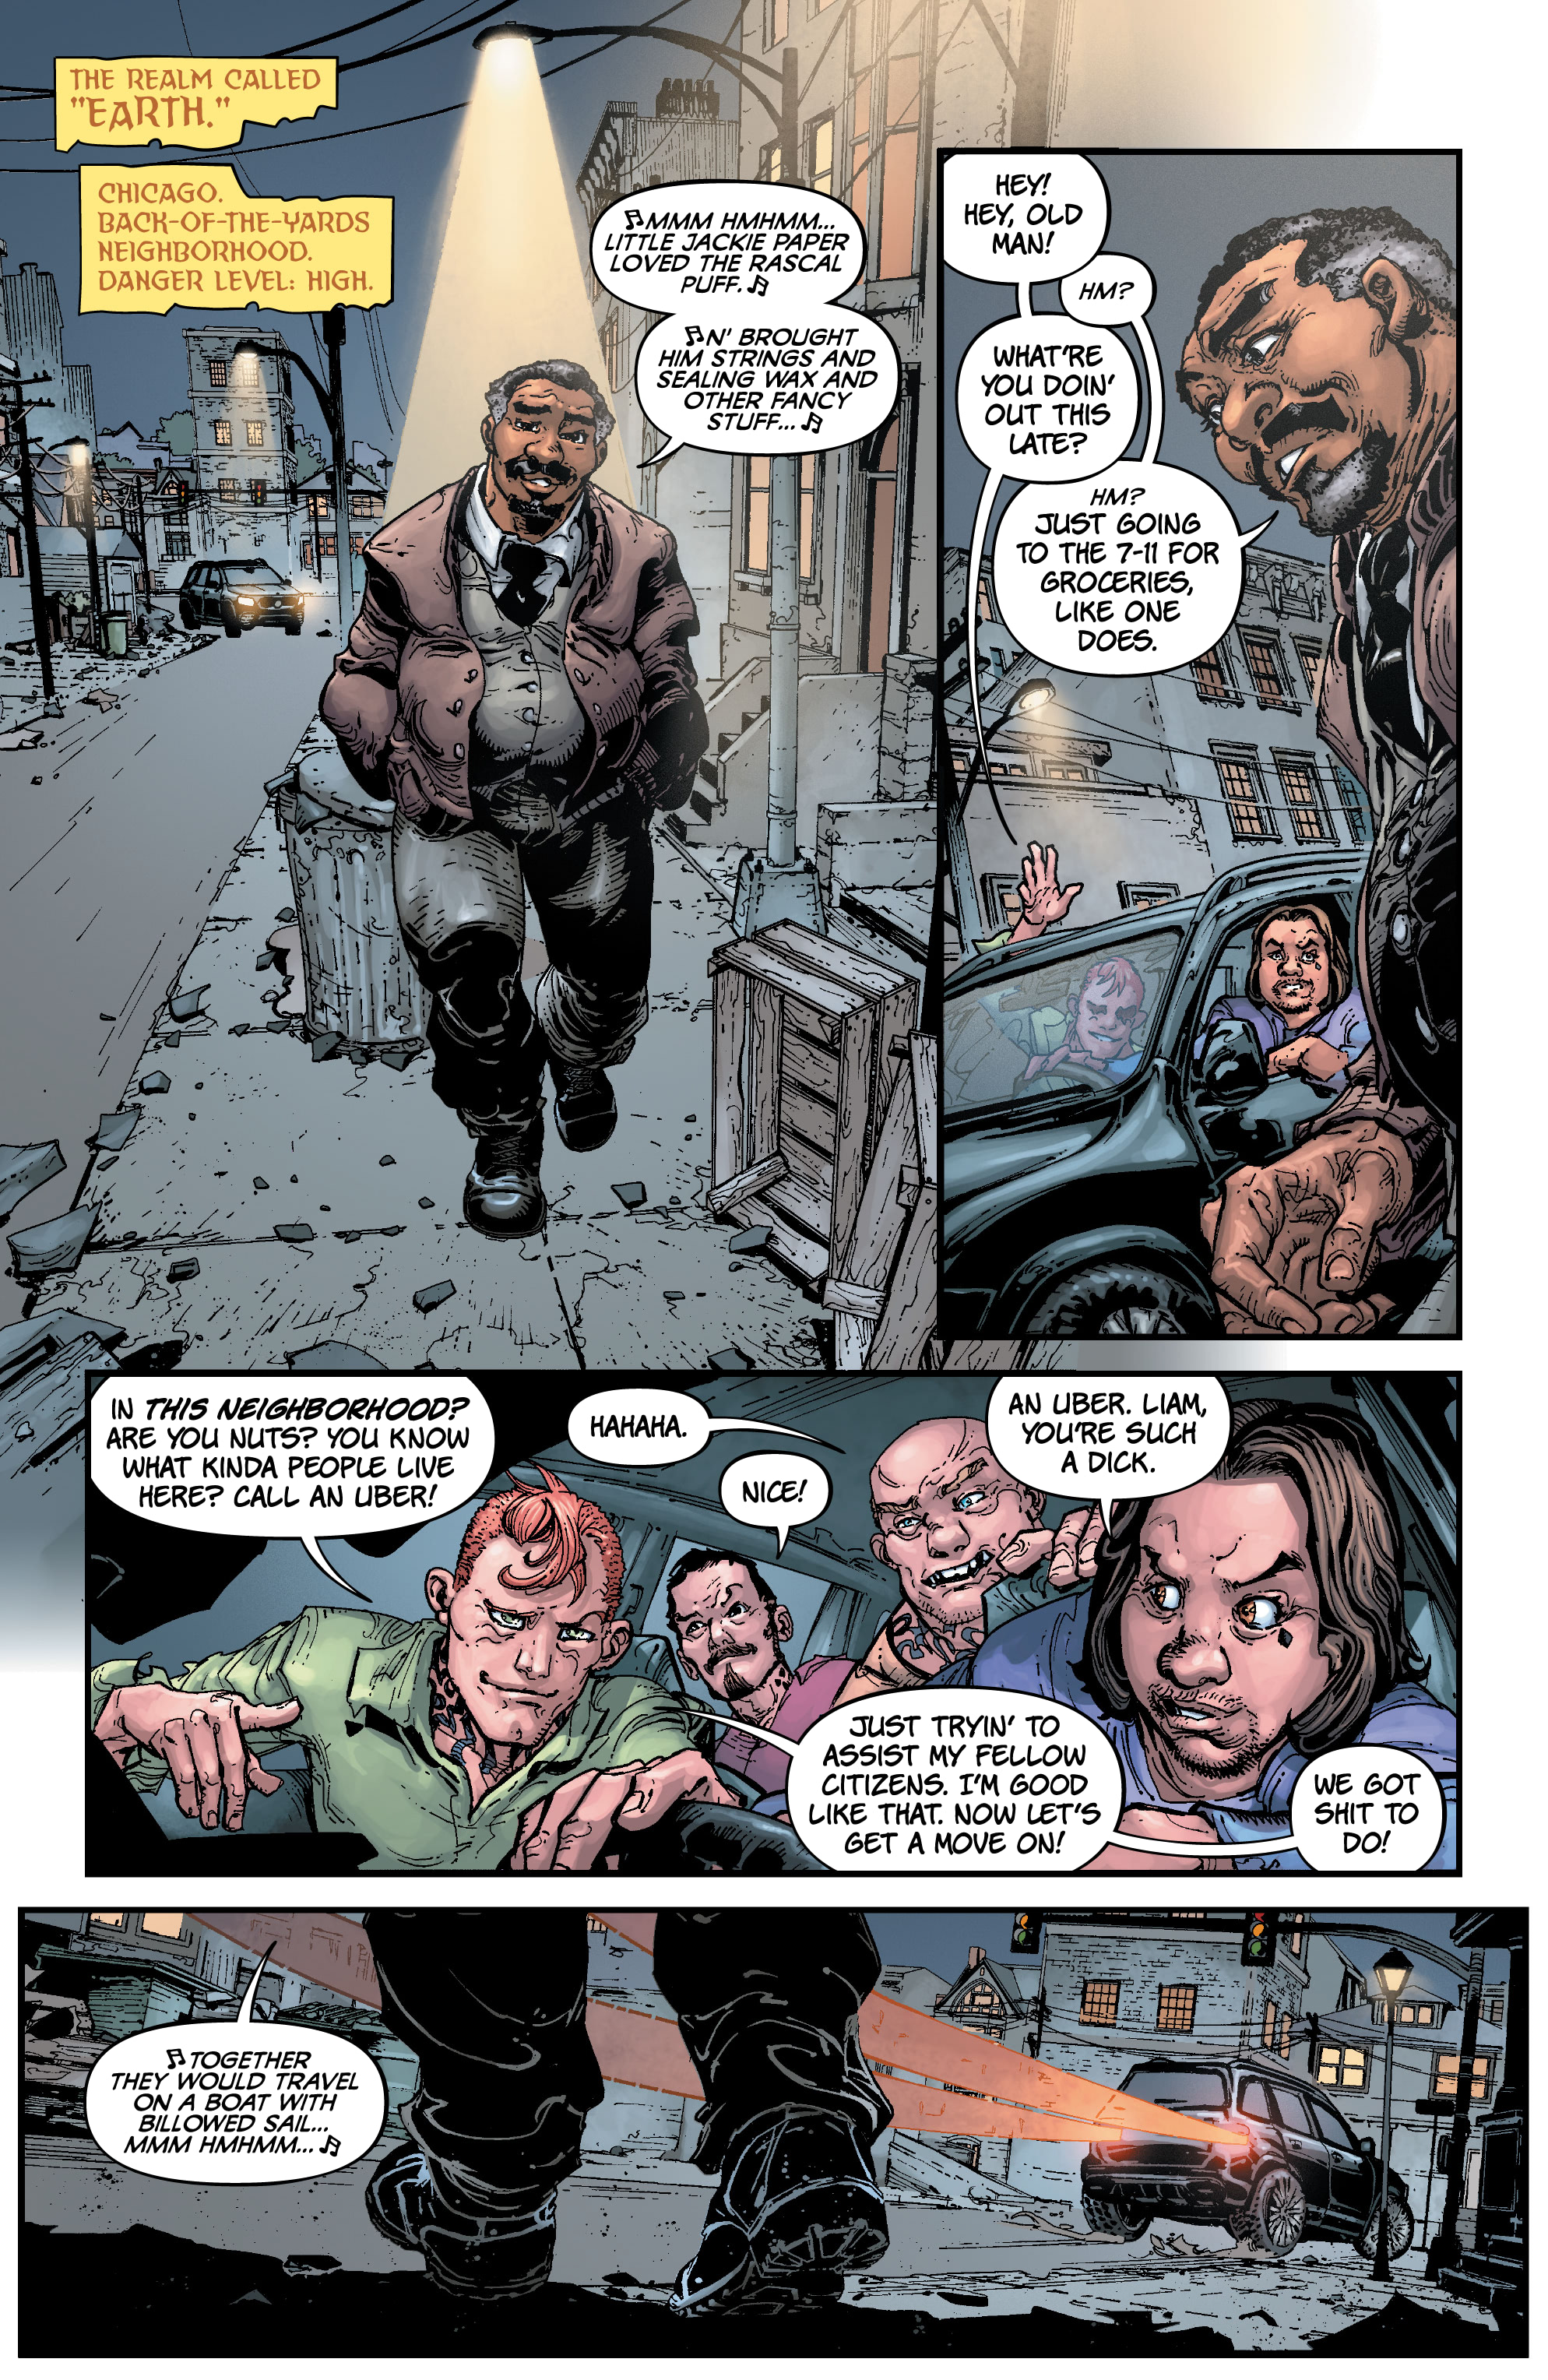 THE REALM CALLED
"EARTH."
CHICAGO.
BACK-OF-THE-YARDS
NEIGHBORHOOD.
DANGER LEVEL: HIGH.
♫MMM HMHMM...
LITTLE JACKIE PAPER
LOVED THE RASCAL
PUFF.♫
♫N' BROUGHT
HIM STRINGS AND
SEALING WAX AND
OTHER FANCY
STUFF...♫
HEY!
HEY, OLD
MAN!
HM?
WHAT'RE
YOU DOIN'
OUT THIS
LATE?
HM?
JUST GOING
TO THE 7-11 FOR
GROCERIES,
LIKE ONE
DOES.
IN THIS NEIGHBORHOOD?
ARE YOU NUTS? YOU KNOW
WHAT KINDA PEOPLE LIVE
HERE? CALL AN UBER!
HAHAHA.
NICE!
AN UBER. LIAM,
YOU'RE SUCH
A DICK.
JUST TRYIN' TO
ASSIST MY FELLOW
CITIZENS. I'M GOOD
LIKE THAT. NOW LET'S
GET A MOVE ON!
WE GOT
SHIT TO
DO!
♫TOGETHER
THEY WOULD TRAVEL
ON A BOAT WITH
BILLOWED SAIL...
MMM HMHMM...♫